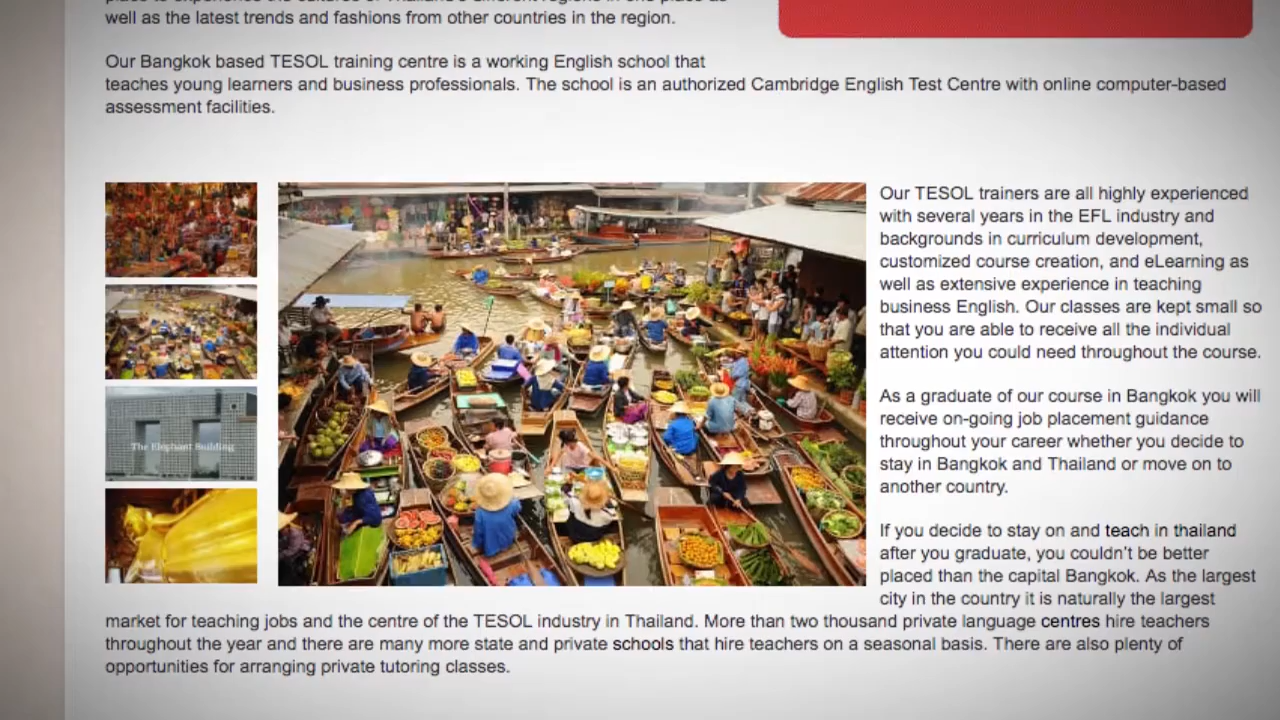 well as the latest trends and fashions from other countries in the region.
Our Bangkok based TESOL training centre is a working English school that
teaches young learners and business professionals. The school is an authorized Cambridge English Test Centre with online computer-based
assessment facilities.
The Elephant Building
Our TESOL trainers are all highly experienced
with several years in the EFL industry and
backgrounds in curriculum development,
customized course creation, and eLearning as
well as extensive experience in teaching
business English. Our classes are kept small so
that you are able to receive all the individual
attention you could need throughout the course.
As a graduate of our course in Bangkok you will
receive on-going job placement guidance
throughout your career whether you decide to
stay in Bangkok and Thailand or move on to
another country.
If you decide to stay on and teach in thailand
after you graduate, you couldn't be better
placed than the capital Bangkok. As the largest
city in the country it is naturally the largest
market for teaching jobs and the centre of the TESOL industry in Thailand. More than two thousand private language centres hire teachers
throughout the year and there are many more state and private schools that hire teachers on a seasonal basis. There are also plenty of
opportunities for arranging private tutoring classes.